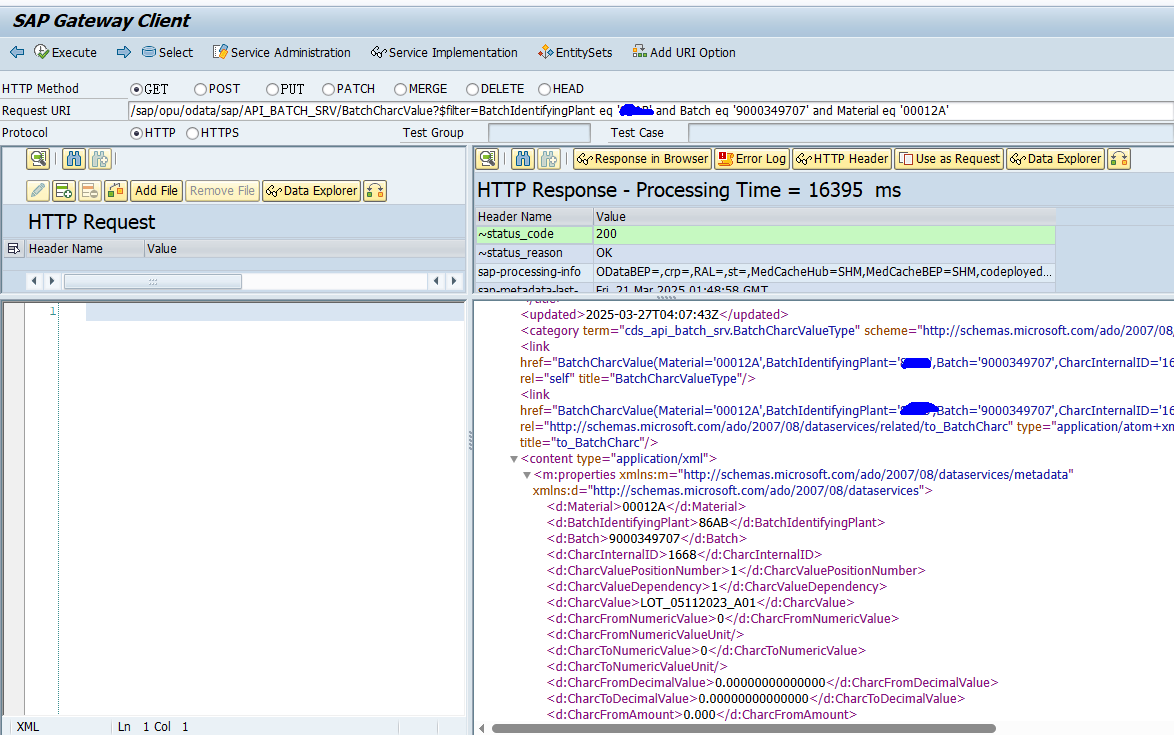 SAP Gateway Client
Execute Select Service Administration Service Implementation EntitySets Add URI Option
HTTP Method GET POST PUT PATCH MERGE DELETE HEAD
Request URI /sap/opu/odata/sap/API_BATCH_SRV/BatchCharcValue?$filter=BatchIdentifyingPlant eq ' and Batch eq '9000349707' and Material eq '00012A'
Protocol HTTP HTTPS Test Group Test Case
Response in Browser Error Log HTTP Header Use as Request Data Explorer
Add File Remove File Data Explorer
HTTP Request
Header Name Value
HTTP Response - Processing Time = 16395 ms
Header Name Value
~status_code 200
~status_reason OK
sap-processing-info ODataBEP=,crp=,RAL=,st=,MedCacheHub=SHM,MedCacheBEP=SHM,codeployed...
sap-metadata-last- Fri, 21 Mar 2025 01:48:58 GMT
1
<updated>2025-03-27T04:07:43Z</updated>
<category term="cds_api_batch_srv.BatchCharcValueType" scheme="http://schemas.microsoft.com/ado/2007/08/
<link
href="BatchCharcValue(Material='00012A',BatchIdentifyingPlant=' ',Batch='9000349707',CharcInternalID='16
rel="self" title="BatchCharcValueType"/>
<link
href="BatchCharcValue(Material='00012A',BatchIdentifyingPlant=' Batch='9000349707',CharcInternalID='16
rel="http://schemas.microsoft.com/ado/2007/08/dataservices/related/to_BatchCharc" type="application/atom+xm
title="to_BatchCharc"/>
<content type="application/xml">
<m:properties xmlns:m="http://schemas.microsoft.com/ado/2007/08/dataservices/metadata"
xmlns:d="http://schemas.microsoft.com/ado/2007/08/dataservices">
<d:Material>00012A</d:Material>
<d:BatchIdentifyingPlant>86AB</d:BatchIdentifyingPlant>
<d:Batch>9000349707</d:Batch>
<d:CharcInternalID>1668</d:CharcInternalID>
<d:CharcValuePositionNumber>1</d:CharcValuePositionNumber>
<d:CharcValueDependency>1</d:CharcValueDependency>
<d:CharcValue>LOT_05112023_A01</d:CharcValue>
<d:CharcFromNumericValue>0</d:CharcFromNumericValue>
<d:CharcFromNumericValueUnit/>
<d:CharcToNumericValue>0</d:CharcToNumericValue>
<d:CharcToNumericValueUnit/>
<d:CharcFromDecimalValue>0.00000000000000</d:CharcFromDecimalValue>
<d:CharcToDecimalValue>0.00000000000000</d:CharcToDecimalValue>
<d:CharcFromAmount>0.000</d:CharcFromAmount>
XML Ln 1 Col 1